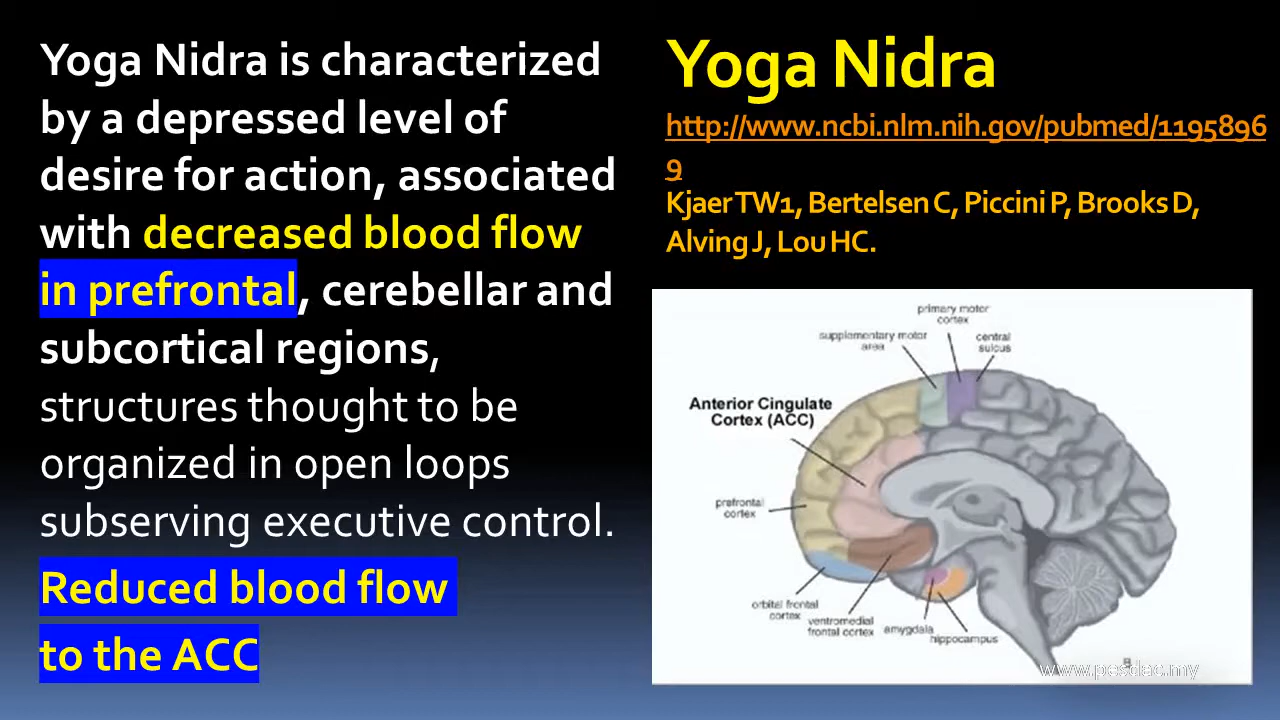 Yoga Nidra is characterized
by a depressed level of
desire for action, associated
with decreased blood flow
in prefrontal, cerebellar and
subcortical regions,
structures thought to be
organized in open loops
subserving executive control.
Reduced blood flow
to the ACC
Yoga Nidra
http://www.ncbi.nlm.nih.gov/pubmed/1195896
9
Kjaer TW1, Bertelsen C, Piccini P, Brooks D,
Alving J, Lou HC.
primary motor
cortex
supplementary motor
area
central
sulcus
Anterior Cingulate
Cortex (ACC)
prefrontal
cortex
orbital frontal
cortex
ventromedial
frontal cortex
amygdala
hippocampus
www.pesdac.my